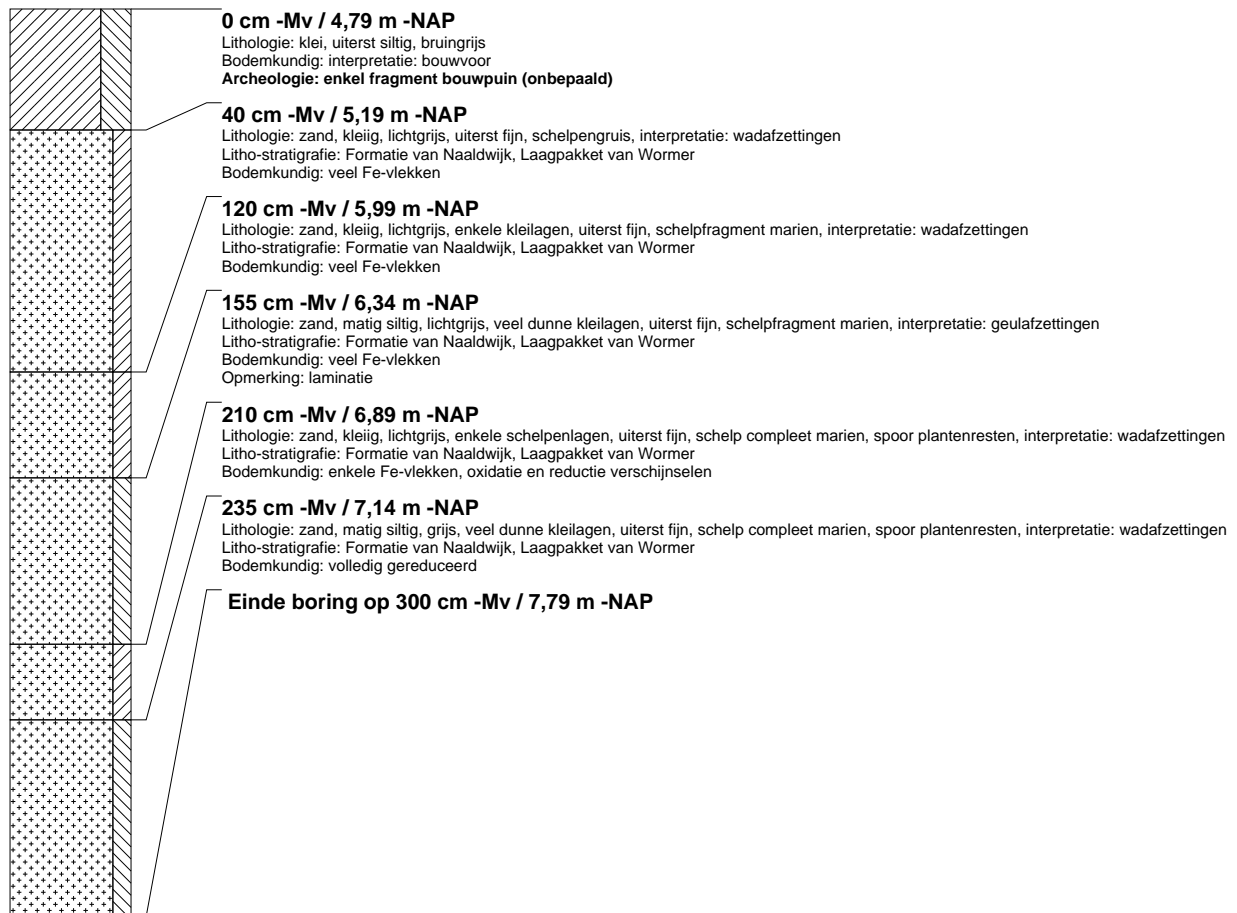 0 cm -Mv / 4,79 m -NAP
Lithologie: klei, uiterst siltig, bruingrijs
Bodemkundig: interpretatie: bouwvoor
Archeologie: enkel fragment bouwpuin (onbepaald)
40 cm -Mv / 5,19 m -NAP
Lithologie: zand, kleiig, lichtgrijs, uiterst fijn, schelpengruis, interpretatie: wadafzettingen
Litho-stratigrafie: Formatie van Naaldwijk, Laagpakket van Wormer
Bodemkundig: veel Fe-vlekken
120 cm -Mv / 5,99 m -NAP
Lithologie: zand, kleiig, lichtgrijs, enkele kleilagen, uiterst fijn, schelpfragment marien, interpretatie: wadafzettingen
Litho-stratigrafie: Formatie van Naaldwijk, Laagpakket van Wormer
Bodemkundig: veel Fe-vlekken
155 cm -Mv / 6,34 m -NAP
Lithologie: zand, matig siltig, lichtgrijs, veel dunne kleilagen, uiterst fijn, schelpfragment marien, interpretatie: geulafzettingen
Litho-stratigrafie: Formatie van Naaldwijk, Laagpakket van Wormer
Bodemkundig: veel Fe-vlekken
Opmerking: laminatie
210 cm -Mv / 6,89 m -NAP
Lithologie: zand, kleiig, lichtgrijs, enkele schelpenlagen, uiterst fijn, schelp compleet marien, spoor plantenresten, interpretatie: wadafzettingen
Litho-stratigrafie: Formatie van Naaldwijk, Laagpakket van Wormer
Bodemkundig: enkele Fe-vlekken, oxidatie en reductie verschijnselen
235 cm -Mv / 7,14 m -NAP
Lithologie: zand, matig siltig, grijs, veel dunne kleilagen, uiterst fijn, schelp compleet marien, spoor plantenresten, interpretatie: wadafzettingen
Litho-stratigrafie: Formatie van Naaldwijk, Laagpakket van Wormer
Bodemkundig: volledig gereduceerd
Einde boring op 300 cm -Mv / 7,79 m -NAP